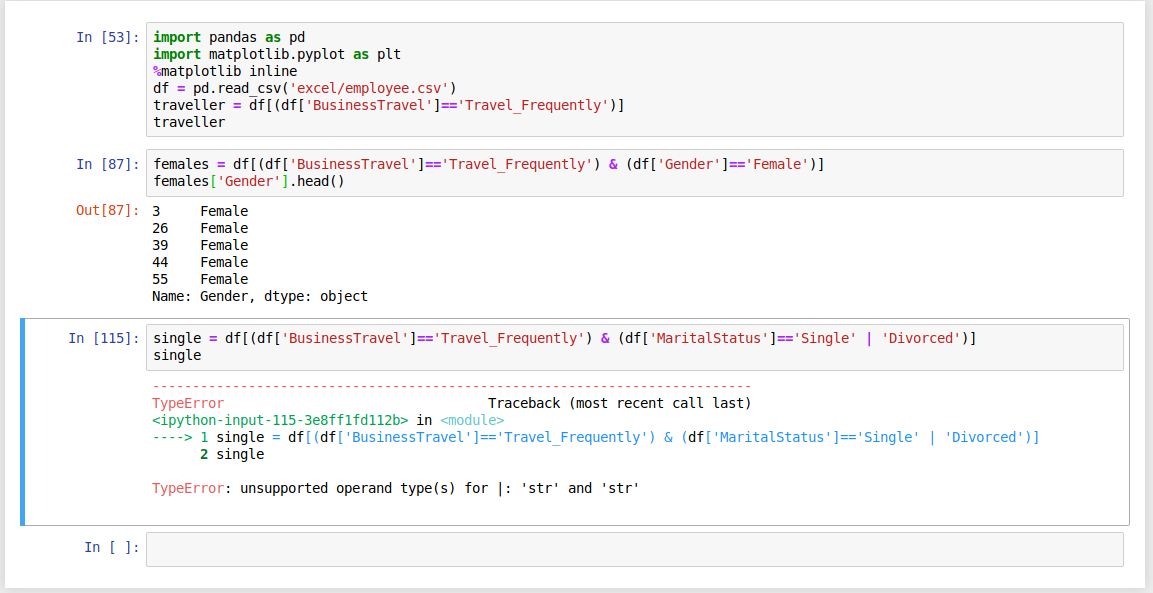 In [53]: import pandas as pd
import matplotlib.pyplot as plt
%matplotlib inline
df = pd.read_csv('excel/employee.csv')
traveller = df[(df['BusinessTravel']=='Travel_Frequently')]
traveller
In [87]: females = df[(df['BusinessTravel']=='Travel_Frequently') & (df['Gender']=='Female')]
females['Gender'].head()
Out[87]: 3     Female
26    Female
39    Female
44    Female
55    Female
Name: Gender, dtype: object
In [115]: single = df[(df['BusinessTravel']=='Travel_Frequently') & (df['MaritalStatus']=='Single' | 'Divorced')]
single
---------------------------------------------------------------------------
TypeError                                 Traceback (most recent call last)
<ipython-input-115-3e8ff1fd112b> in <module>
----> 1 single = df[(df['BusinessTravel']=='Travel_Frequently') & (df['MaritalStatus']=='Single' | 'Divorced')]
      2 single
TypeError: unsupported operand type(s) for |: 'str' and 'str'
In [ ]: